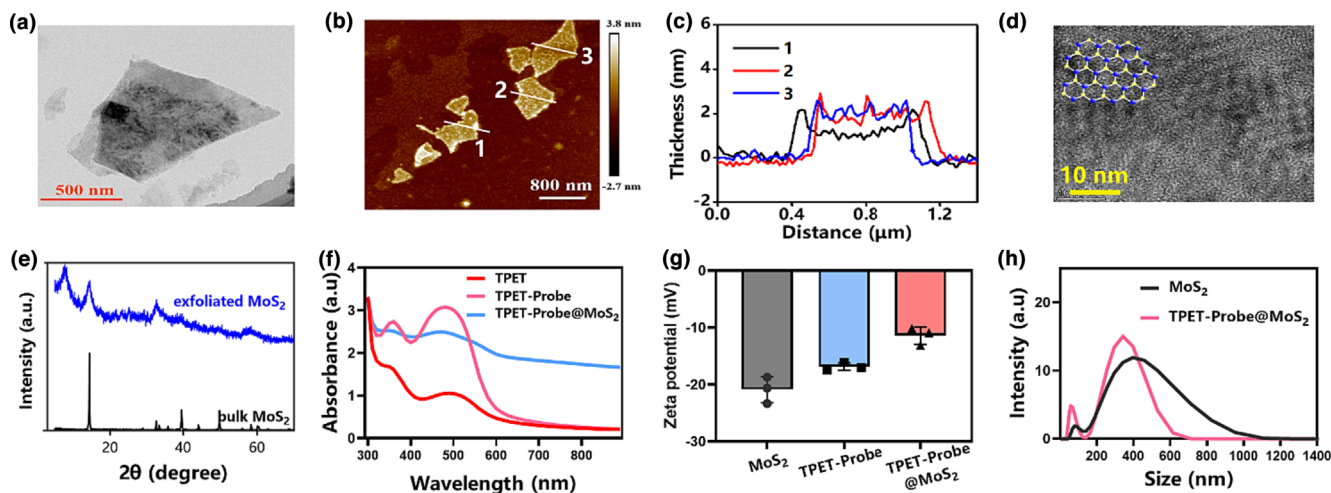 (a)
500 nm
(b)
3.8 nm
3
2
1
800 nm
-2.7 nm
(c)
Thickness (nm)
6
4
2
0
-2
1
2
3
0.0
0.4
0.8
1.2
Distance (μm)
(d)
10 nm
(e)
Intensity (a.u.)
exfoliated MoS₂
bulk MoS₂
20
40
60
2θ (degree)
(f)
Absorbance (a.u)
4
3
2
1
0
TPET
TPET-Probe
TPET-Probe@MoS₂
300
400
500
600
700
800
Wavelength (nm)
(g)
Zeta potential (mV)
0
-10
-20
-30
MoS₂
TPET-Probe
TPET-Probe
@MoS₂
(h)
Intensity (a.u)
20
10
0
MoS₂
TPET-Probe@MoS₂
200
400
600
800
1000
1200
1400
Size (nm)